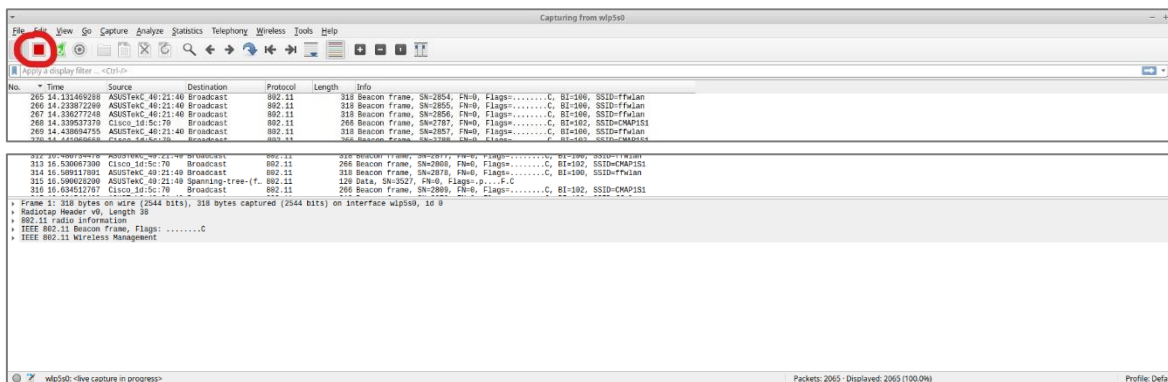 Capturing from wlp5s0
File Edit View Go Capture Analyze Statistics Telephony Wireless Tools Help
Apply a display filter ... <Ctrl-/>
No. Time Source Destination Protocol Length Info
265 14.131469288 ASUSTekC_40:21:40 Broadcast 802.11 318 Beacon frame, SN=2854, FN=0, Flags=........C, BI=100, SSID=ffwlan
266 14.233872200 ASUSTekC_40:21:40 Broadcast 802.11 318 Beacon frame, SN=2855, FN=0, Flags=........C, BI=100, SSID=ffwlan
267 14.336277248 ASUSTekC_40:21:40 Broadcast 802.11 318 Beacon frame, SN=2856, FN=0, Flags=........C, BI=100, SSID=ffwlan
268 14.339537370 Cisco_1d:5c:70 Broadcast 802.11 266 Beacon frame, SN=2787, FN=0, Flags=........C, BI=102, SSID=CMAP1S1
269 14.438694755 ASUSTekC_40:21:40 Broadcast 802.11 318 Beacon frame, SN=2857, FN=0, Flags=........C, BI=100, SSID=ffwlan
313 16.530067300 Cisco_1d:5c:70 Broadcast 802.11 266 Beacon frame, SN=2808, FN=0, Flags=........C, BI=102, SSID=CMAP1S1
314 16.589117801 ASUSTekC_40:21:40 Broadcast 802.11 318 Beacon frame, SN=2878, FN=0, Flags=........C, BI=100, SSID=ffwlan
315 16.590028200 ASUSTekC_40:21:40 Spanning-tree-(f… 802.11 120 Data, SN=3527, FN=0, Flags=.p....F.C
316 16.634512767 Cisco_1d:5c:70 Broadcast 802.11 266 Beacon frame, SN=2809, FN=0, Flags=........C, BI=102, SSID=CMAP1S1
Frame 1: 318 bytes on wire (2544 bits), 318 bytes captured (2544 bits) on interface wlp5s0, id 0
Radiotap Header v0, Length 38
802.11 radio information
IEEE 802.11 Beacon frame, Flags: ........C
IEEE 802.11 Wireless Management
wlp5s0: <live capture in progress> Packets: 2065 · Displayed: 2065 (100.0%) Profile: Defa